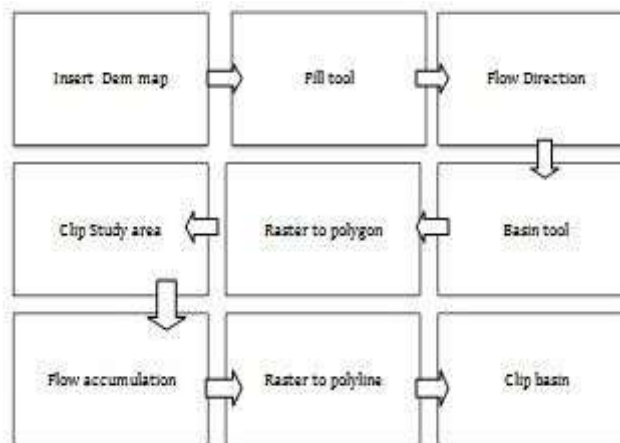 Insert Dem map
Fill tool
Flow Direction
Clip Study area
Raster to polygon
Basin tool
Flow accumulation
Raster to polyline
Clip basin